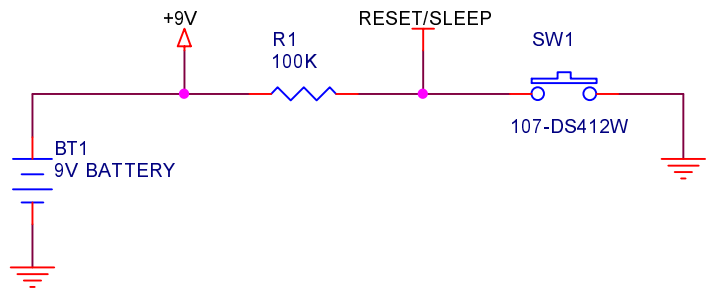 +9V
RESET/SLEEP
R1
100K
SW1
107-DS412W
BT1
9V BATTERY